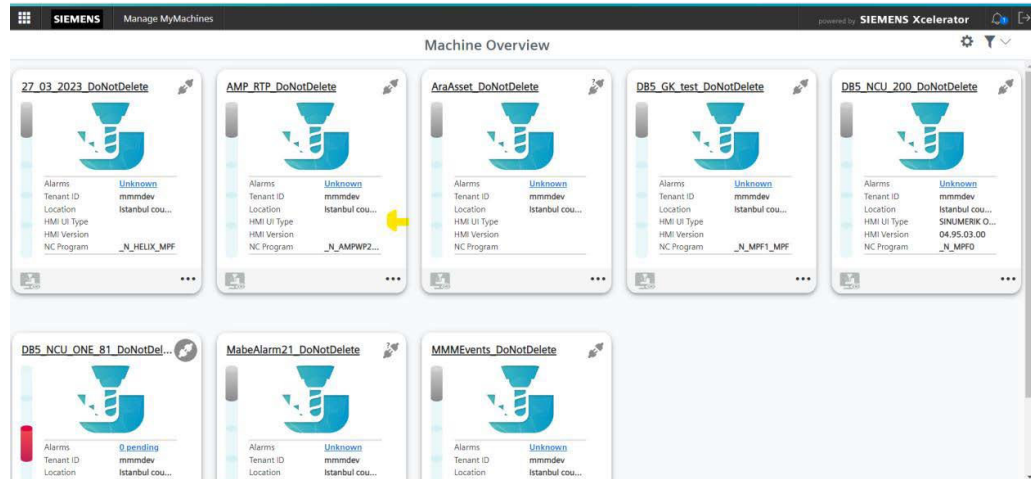 SIEMENS Manage MyMachines powered by SIEMENS Xcelerator
Machine Overview
27_03_2023_DoNotDelete
Alarms Unknown
Tenant ID mmmdev
Location Istanbul cou...
HMI UI Type
HMI Version
NC Program _N_HELIX_MPF
AMP_RTP_DoNotDelete
Alarms Unknown
Tenant ID mmmdev
Location Istanbul cou...
HMI UI Type
HMI Version
NC Program _N_AMPWP2...
AraAsset_DoNotDelete
Alarms Unknown
Tenant ID mmmdev
Location Istanbul cou...
HMI UI Type
HMI Version
NC Program
DB5_GK_test_DoNotDelete
Alarms Unknown
Tenant ID mmmdev
Location Istanbul cou...
HMI UI Type
HMI Version
NC Program _N_MPF1_MPF
DB5_NCU_200_DoNotDelete
Alarms Unknown
Tenant ID mmmdev
Location Istanbul cou...
HMI UI Type SINUMERIK O...
HMI Version 04.95.03.00
NC Program _N_MPF0
DB5_NCU_ONE_81_DoNotDel...
Alarms 0 pending
Tenant ID mmmdev
Location Istanbul cou...
MabeAlarm21_DoNotDelete
Alarms Unknown
Tenant ID mmmdev
Location Istanbul cou...
MMMEvents_DoNotDelete
Alarms Unknown
Tenant ID mmmdev
Location Istanbul cou...